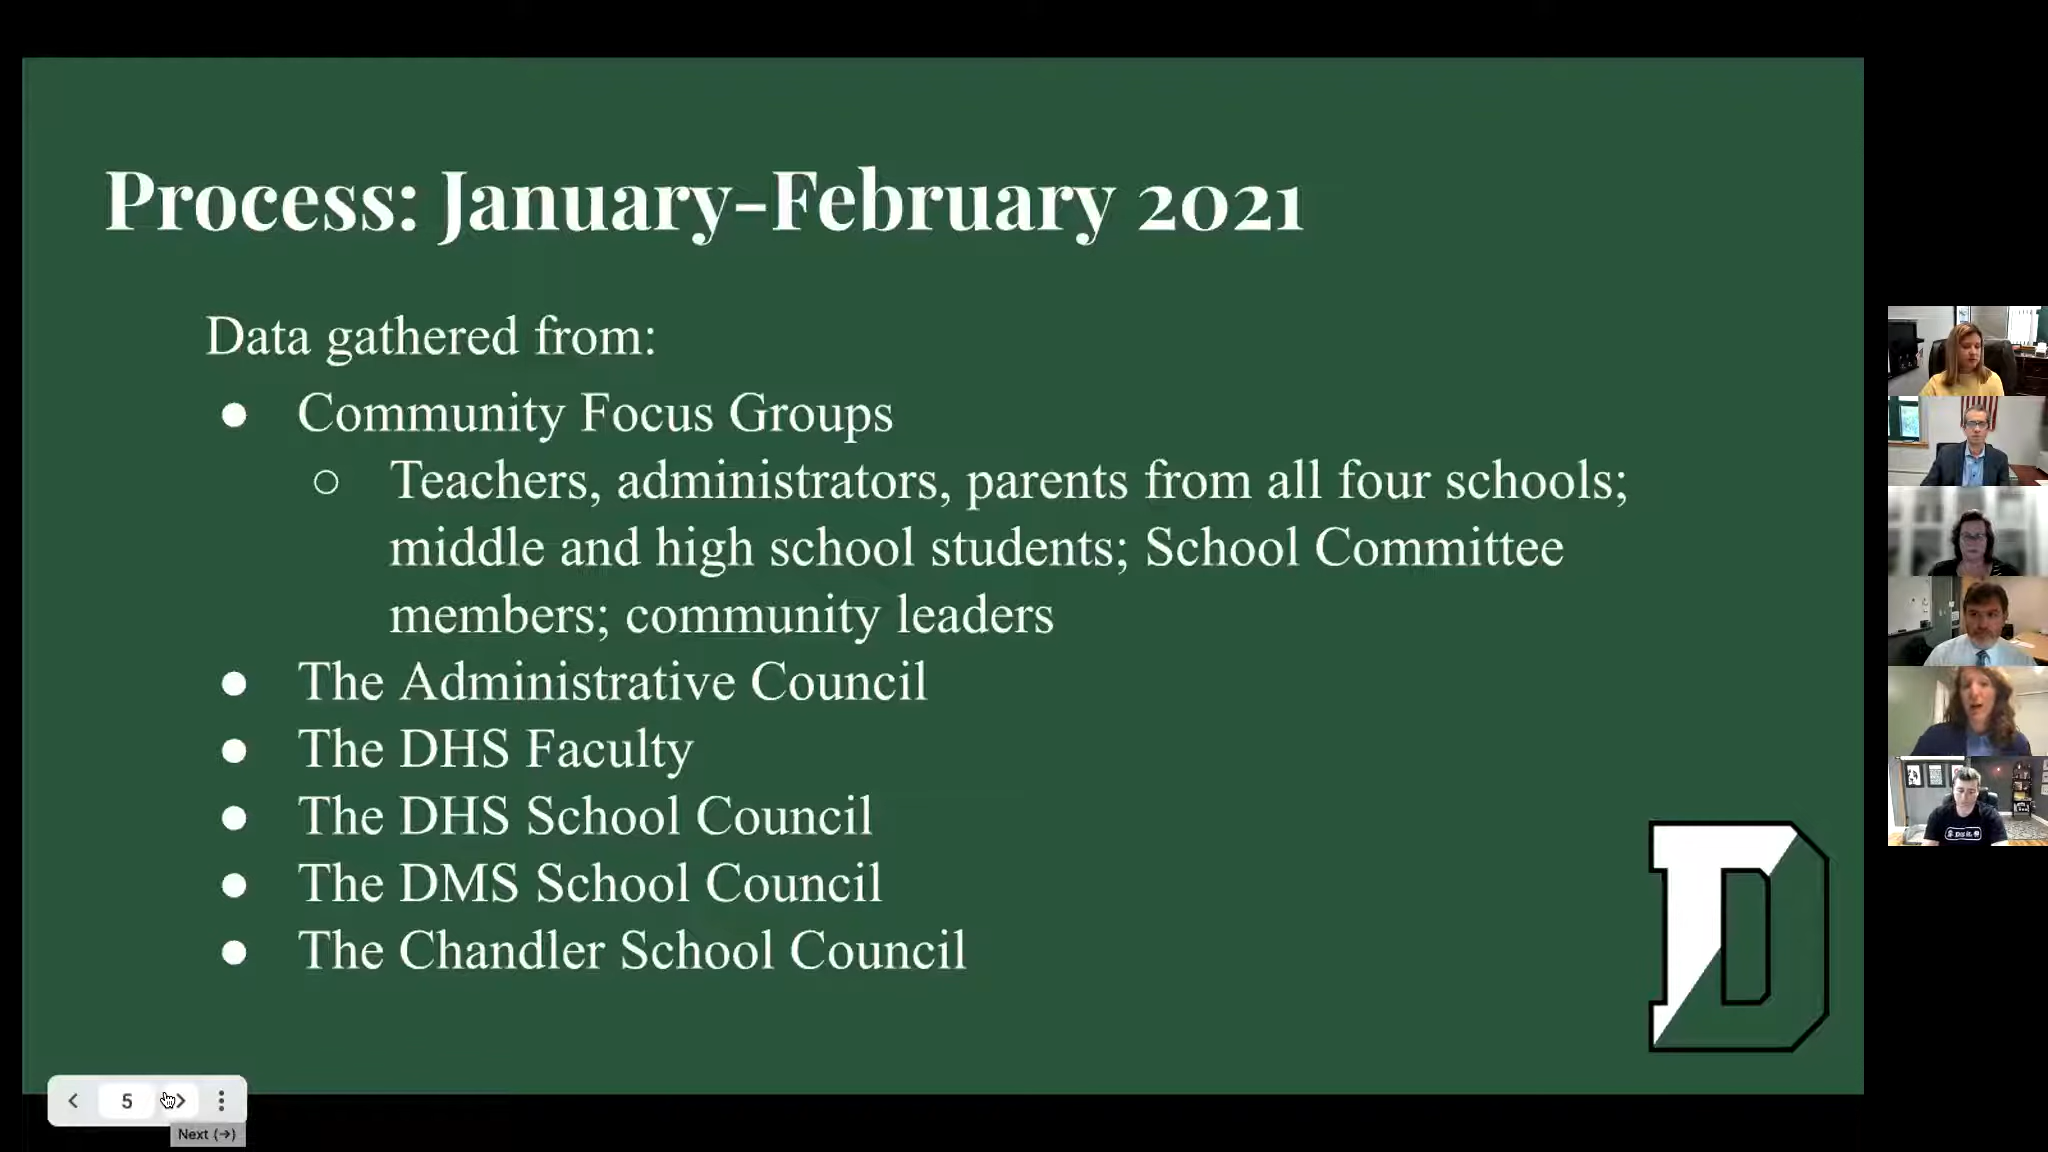 Process: January-February 2021
Data gathered from:
● Community Focus Groups
○ Teachers, administrators, parents from all four schools;
middle and high school students; School Committee
members; community leaders
● The Administrative Council
● The DHS Faculty
● The DHS School Council
● The DMS School Council
● The Chandler School Council
D
5
Next (→)